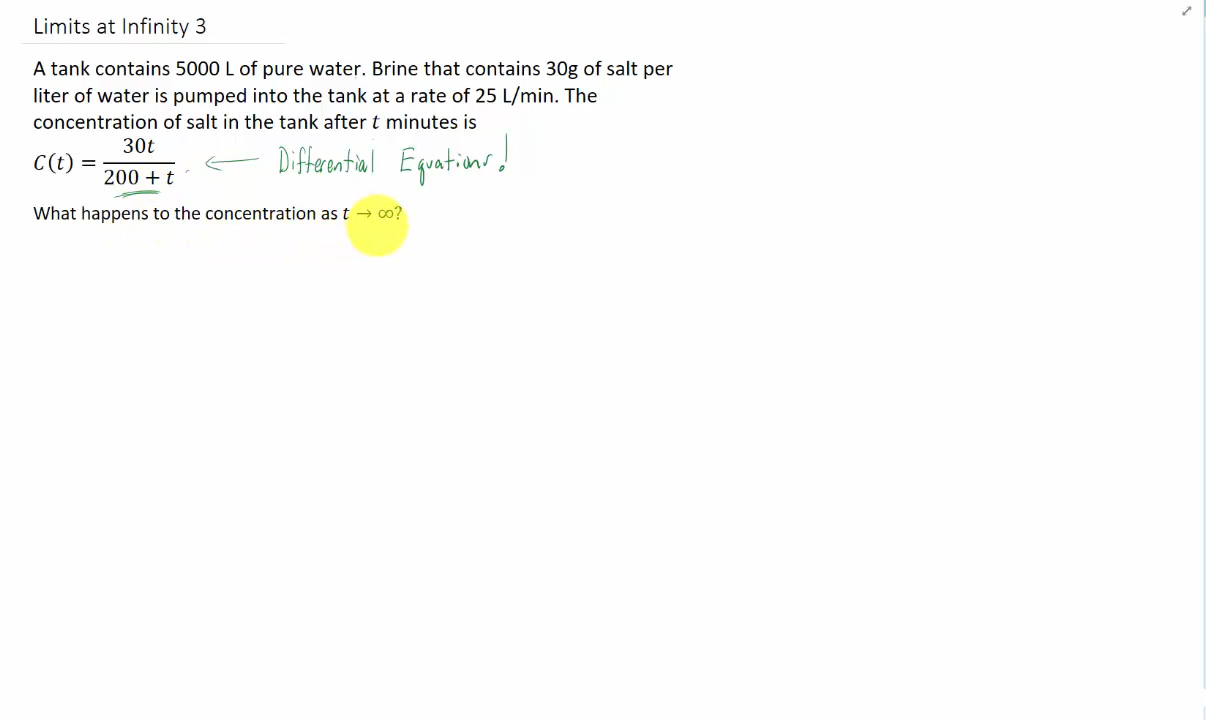 Limits at Infinity 3
A tank contains 5000 L of pure water. Brine that contains 30g of salt per
liter of water is pumped into the tank at a rate of 25 L/min. The
concentration of salt in the tank after t minutes is
C(t) = 30t / 200 + t ← Differential Equations!
What happens to the concentration as t → ∞?